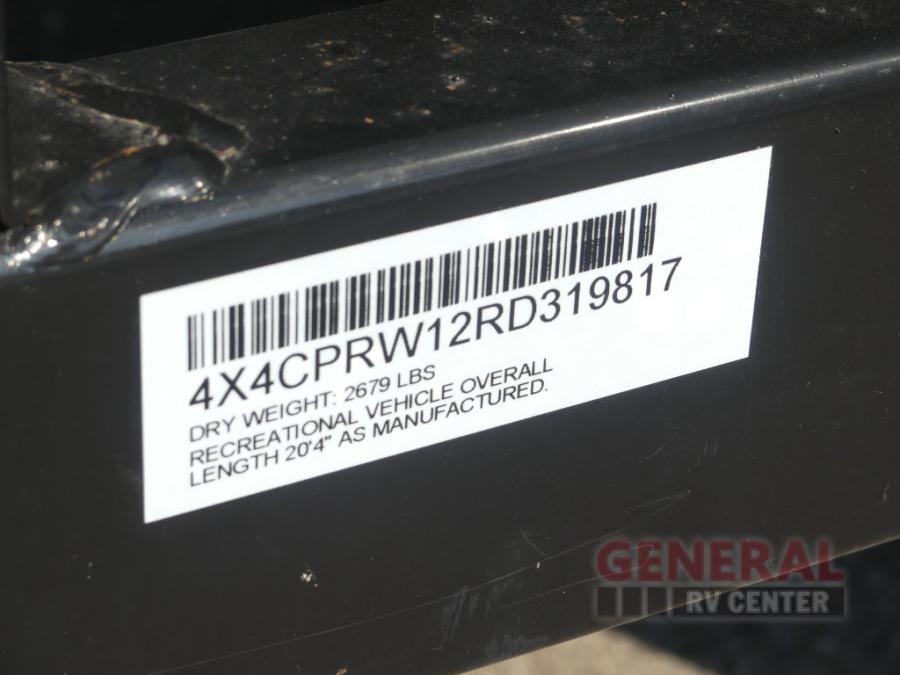 4X4CPRW12RD319817
DRY WEIGHT: 2679 LBS
RECREATIONAL VEHICLE OVERALL
LENGTH 20'4" AS MANUFACTURED.
GENERAL
RV CENTER